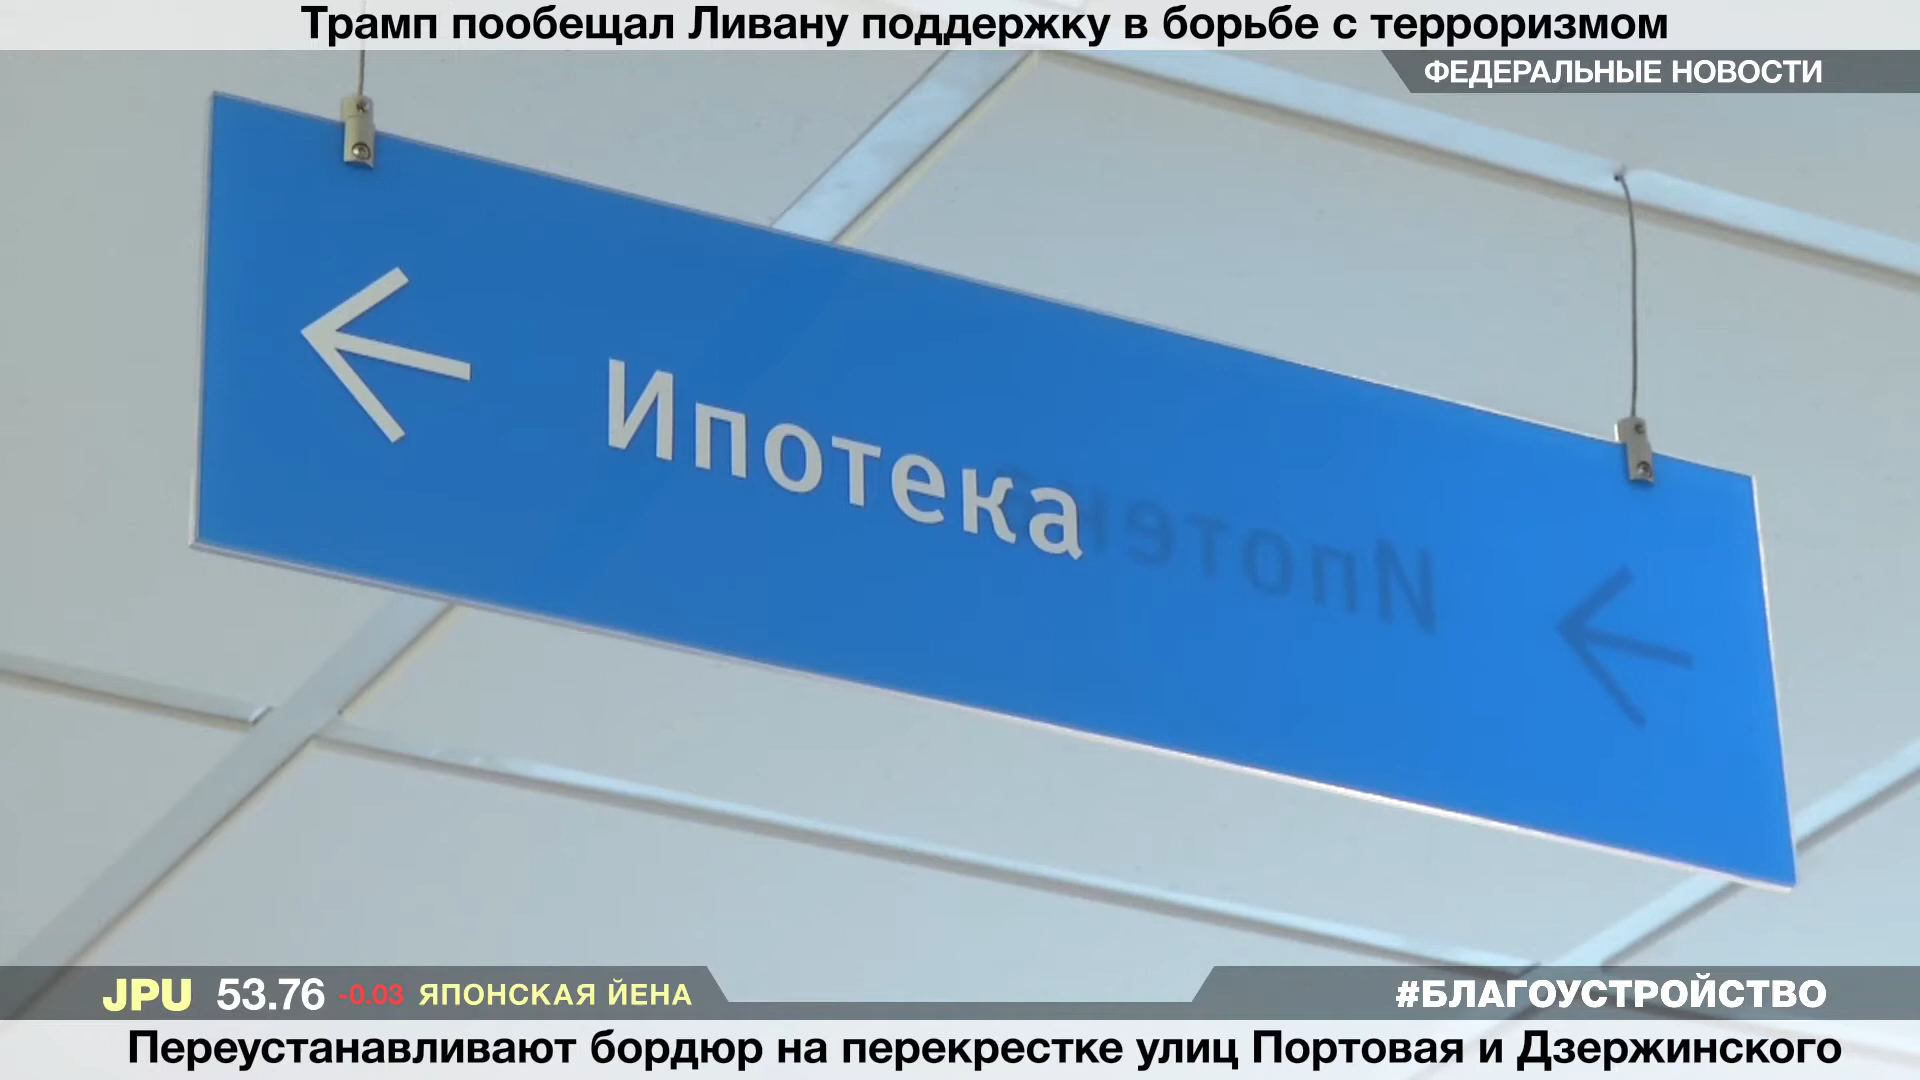 Трамп пообещал Ливану поддержку в борьбе с терроризмом
ФЕДЕРАЛЬНЫЕ НОВОСТИ
Ипотека
JPU 53.76 -0.03 ЯПОНСКАЯ ЙЕНА
#БЛАГОУСТРОЙСТВО
Переустанавливают бордюр на перекрестке улиц Портовая и Дзержинского